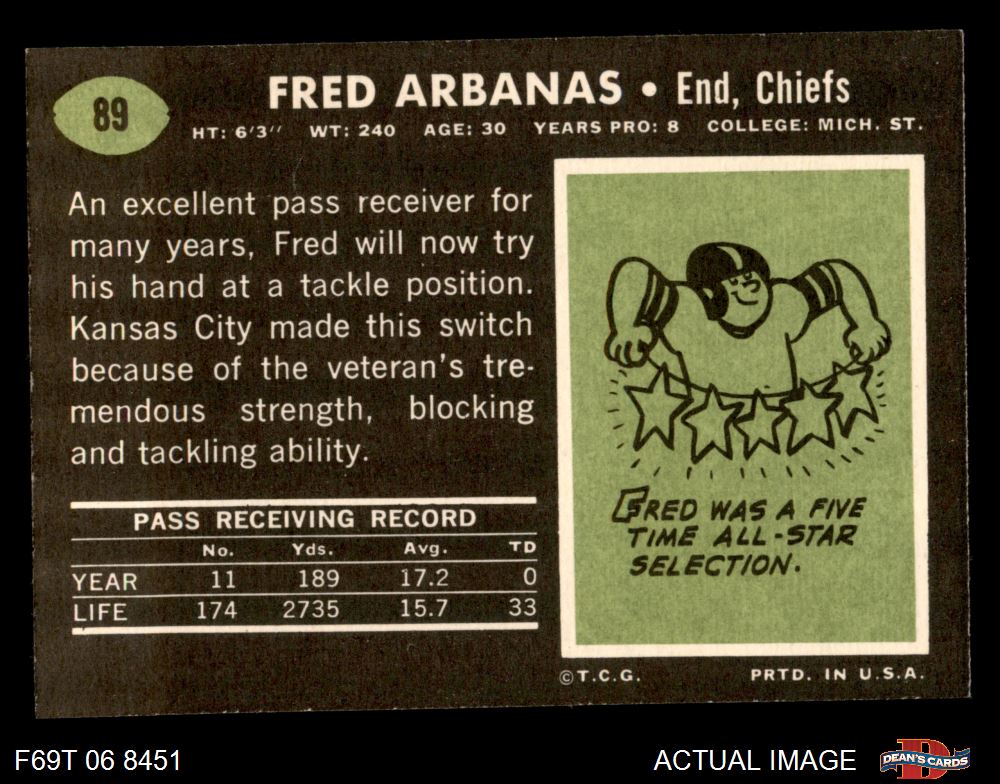 89
FRED ARBANAS • End, Chiefs
HT: 6'3" WT: 240 AGE: 30 YEARS PRO: 8 COLLEGE: MICH. ST.
An excellent pass receiver for
many years, Fred will now try
his hand at a tackle position.
Kansas City made this switch
because of the veteran's tre-
mendous strength, blocking
and tackling ability.
PASS RECEIVING RECORD
No. Yds. Avg. TD
YEAR 11 189 17.2 0
LIFE 174 2735 15.7 33
FRED WAS A FIVE
TIME ALL-STAR
SELECTION.
©T.C.G. PRTD. IN U.S.A.
F69T 06 8451 ACTUAL IMAGE
D
DEAN'S CARDS